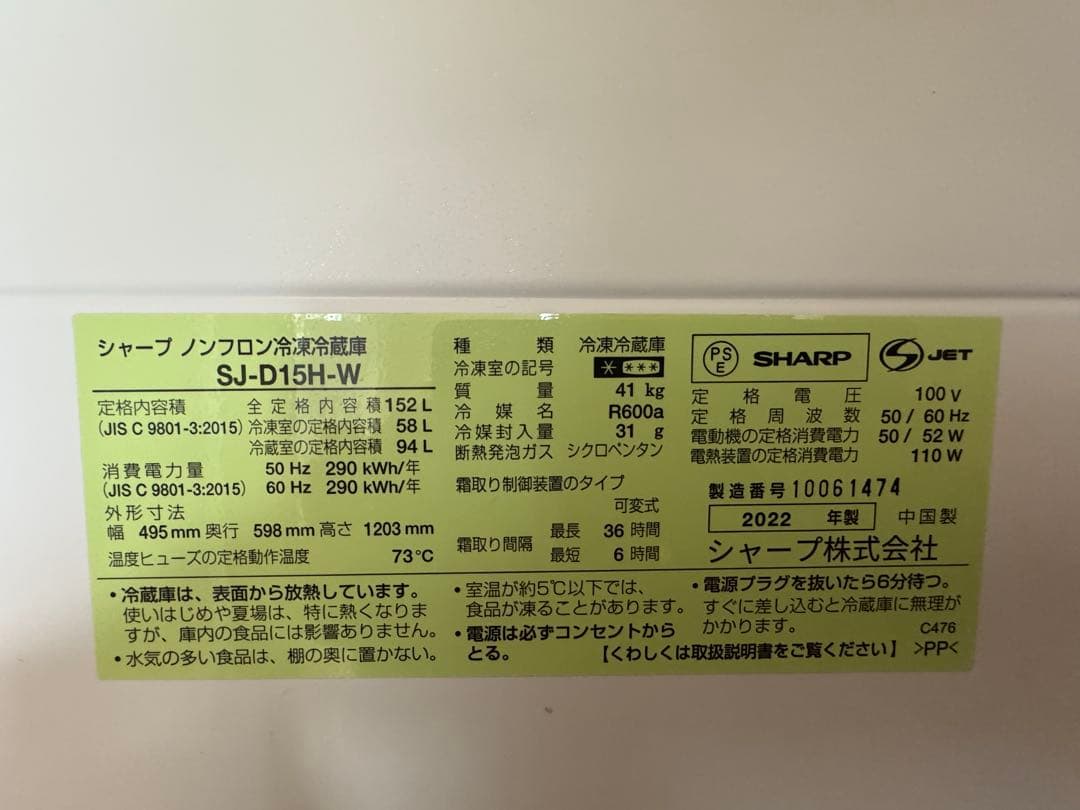 シャープ ノンフロン冷凍冷蔵庫
SJ-D15H-W
定格内容積 全定格内容積 152 L
(JIS C 9801-3:2015) 冷凍室の定格内容積 58 L
冷蔵室の定格内容積 94 L
消費電力量 50 Hz 290 kWh/年
(JIS C 9801-3:2015) 60 Hz 290 kWh/年
外形寸法
幅 495 mm 奥行 598 mm 高さ 1203 mm
温度ヒューズの定格動作温度 73℃
種類 冷凍冷蔵庫
冷凍室の記号 * ***
質量 41 kg
冷媒名 R600a
冷媒封入量 31 g
断熱発泡ガス シクロペンタン
霜取り制御装置のタイプ
可変式
霜取り間隔 最長 36 時間
最短 6 時間
PSE SHARP JET
定格電圧 100 V
定格周波数 50 / 60 Hz
電動機の定格消費電力 50 / 52 W
電熱装置の定格消費電力 110 W
製造番号 10061474
2022 年製 中国製
シャープ株式会社
・冷蔵庫は、表面から放熱しています。
使いはじめや夏場は、特に熱くなりま
すが、庫内の食品には影響ありません。
・水気の多い食品は、棚の奥に置かない。
・室温が約5℃以下では、
食品が凍ることがあります。
・電源は必ずコンセントから
とる。
・電源プラグを抜いたら6分待つ。
すぐに差し込むと冷蔵庫に無理が
かかります。
C476
【くわしくは取扱説明書をご覧ください】 >PP<